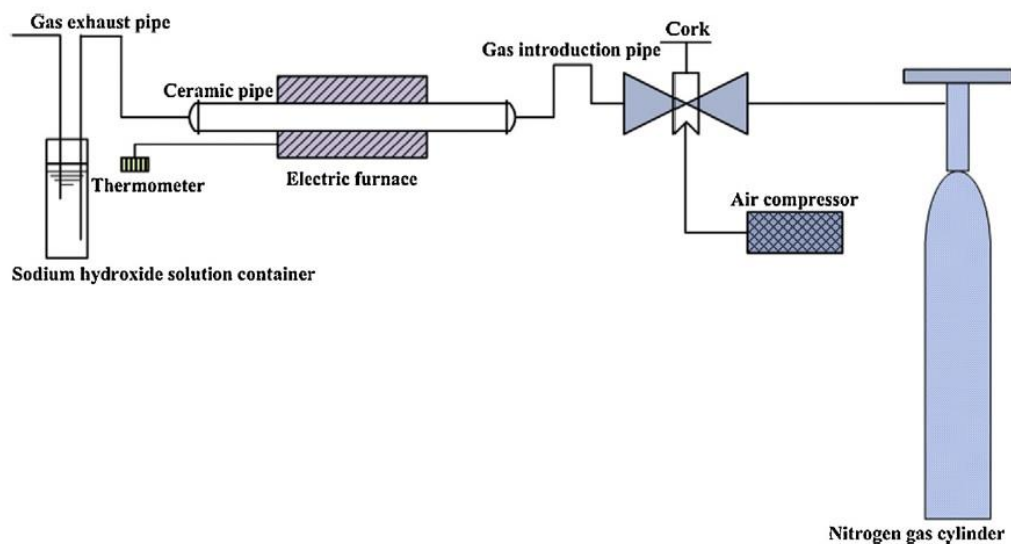 Gas exhaust pipe
Cork
Gas introduction pipe
Ceramic pipe
Thermometer
Electric furnace
Air compressor
Sodium hydroxide solution container
Nitrogen gas cylinder